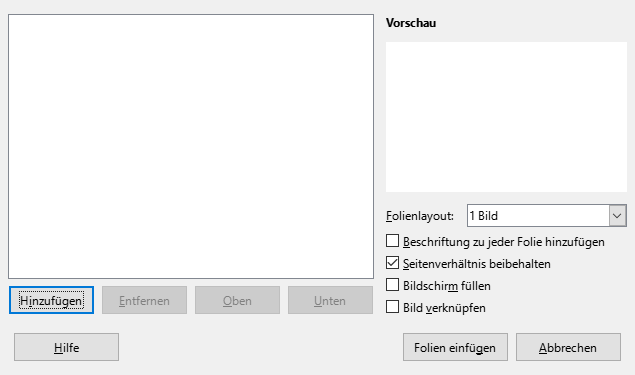 Vorschau
Folienlayout: 1 Bild
Beschriftung zu jeder Folie hinzufügen
Seitenverhältnis beibehalten
Bildschirm füllen
Bild verknüpfen
Hinzufügen Entfernen Oben Unten
Hilfe Folien einfügen Abbrechen